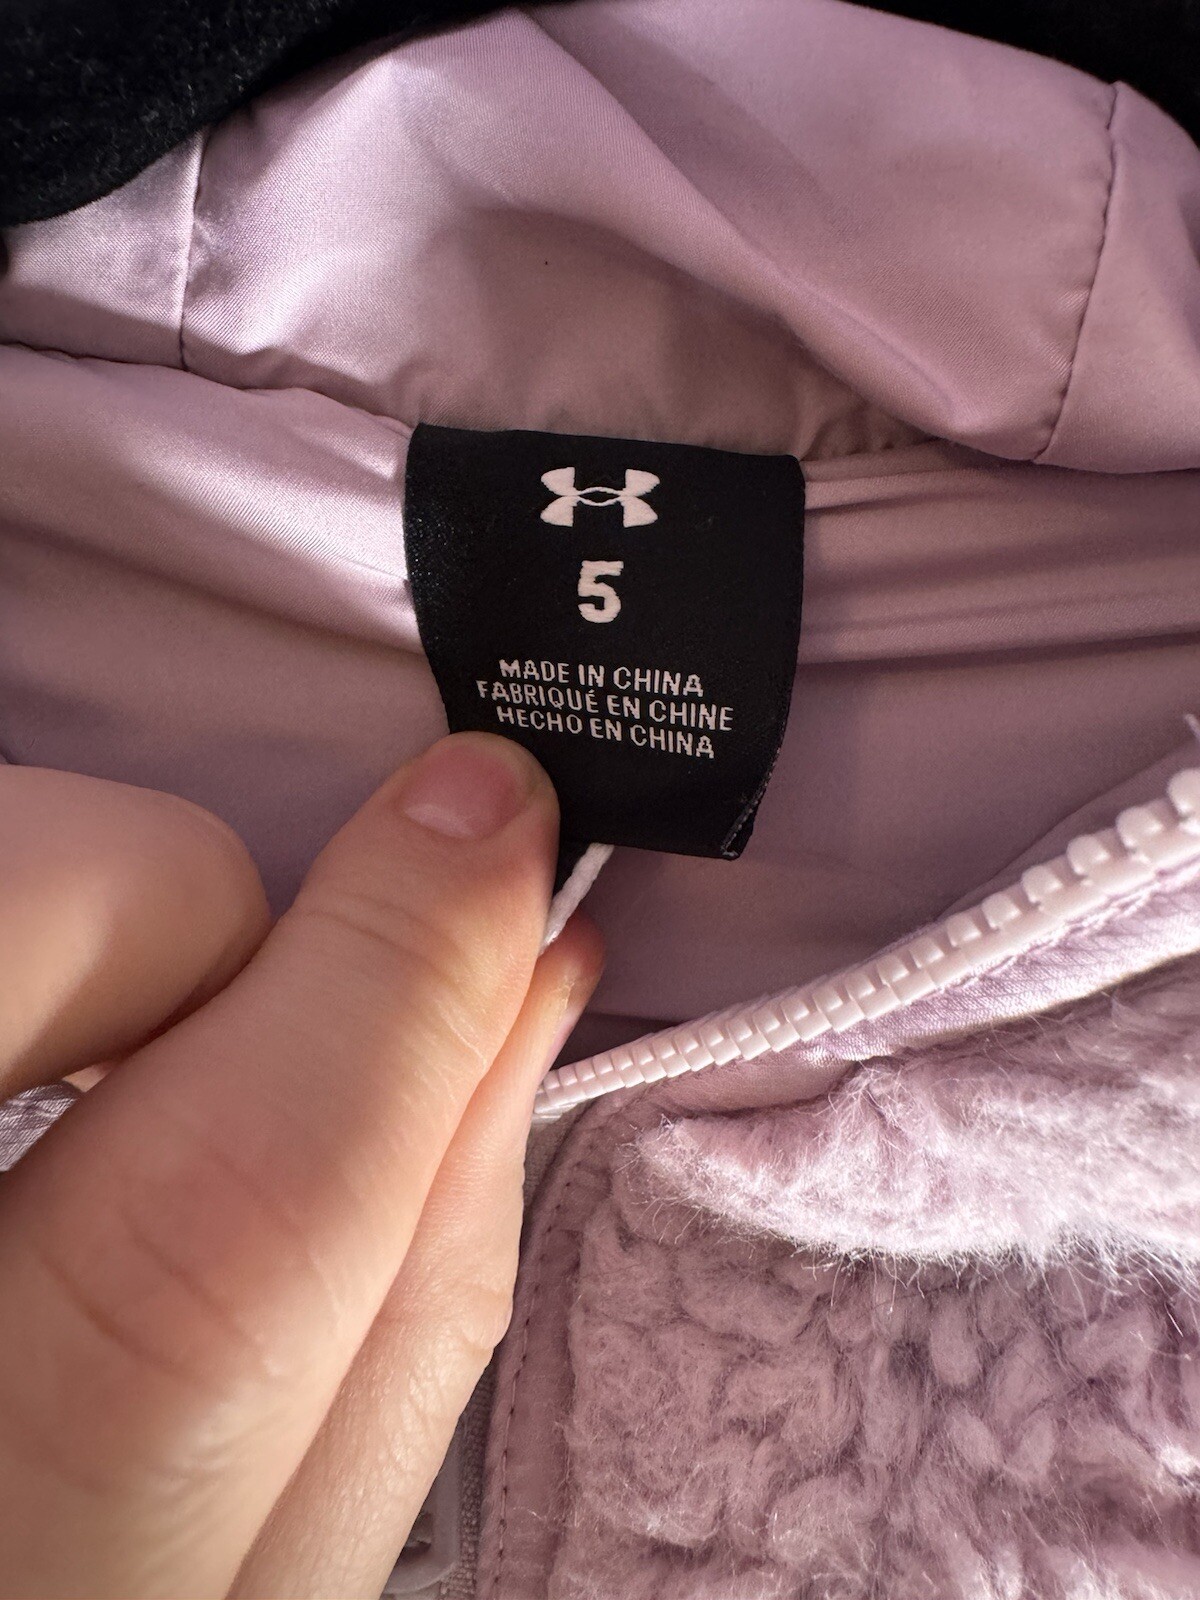 5
MADE IN CHINA
FABRIQUÉ EN CHINE
HECHO EN CHINA